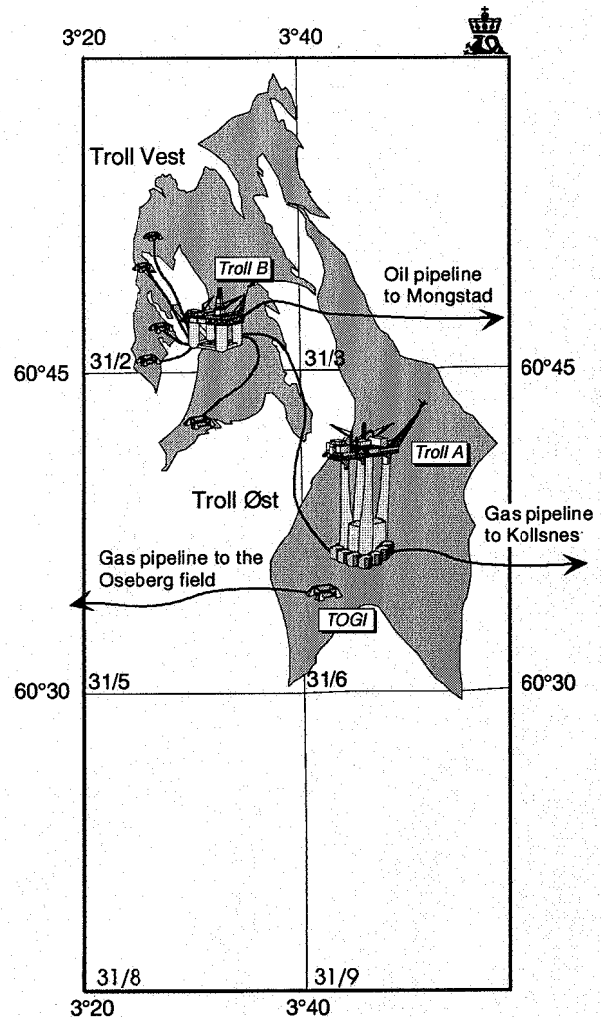 3°20
3°40
Troll Vest
Troll B
Oil pipeline
to Mongstad
31/2
31/3
60°45
60°45
Troll A
Troll Øst
Gas pipeline
to Kollsnes
Gas pipeline to the
Oseberg field
TOGI
31/5
31/6
60°30
60°30
31/8
31/9
3°20
3°40